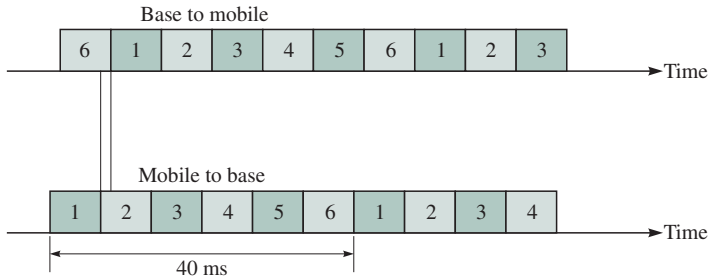 Base to mobile
6 1 2 3 4 5 6 1 2 3
Time
Mobile to base
1 2 3 4 5 6 1 2 3 4
Time
40 ms